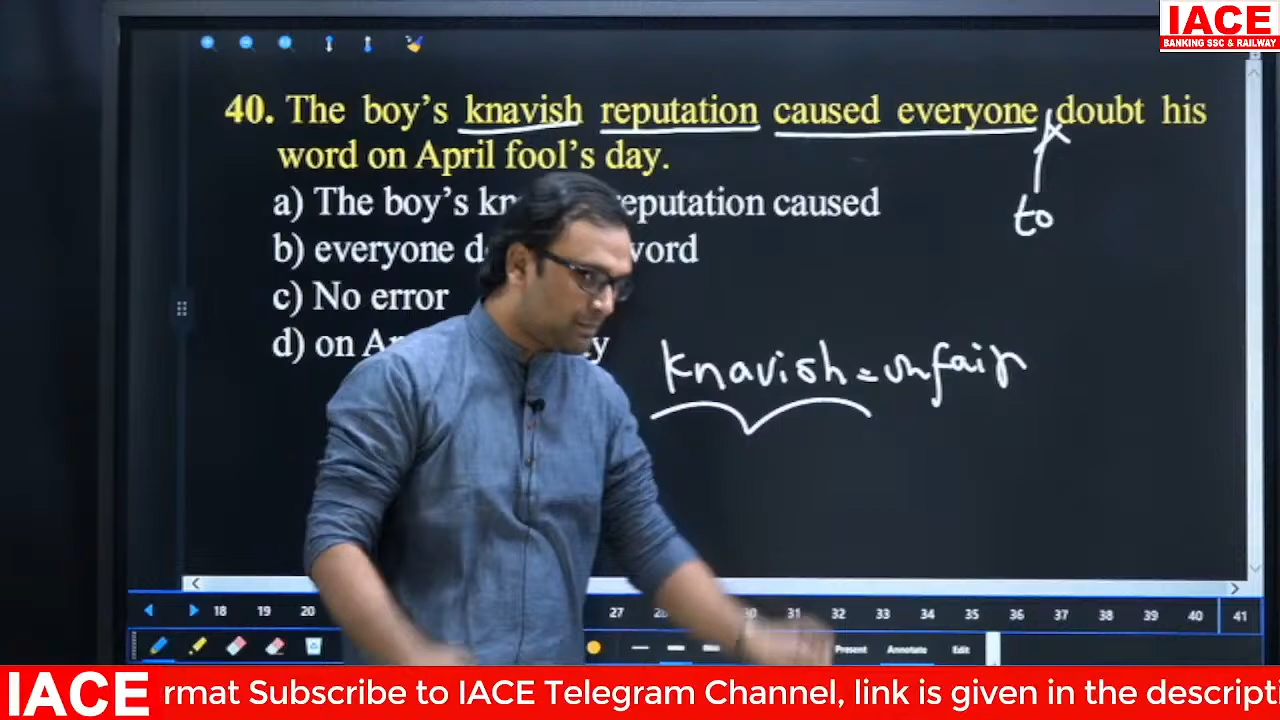 IACE
BANKING SSC & RAILWAY
40. The boy's knavish reputation caused everyone doubt his
word on April fool's day.
to
a) The boy's reputation caused
b) everyone word
c) No error
d) on
knavish = unfair
18 19 20 27 30 31 32 33 34 35 36 37 38 39 40 41
Present Annotate Edit
IACE rmat Subscribe to IACE Telegram Channel, link is given in the descripti